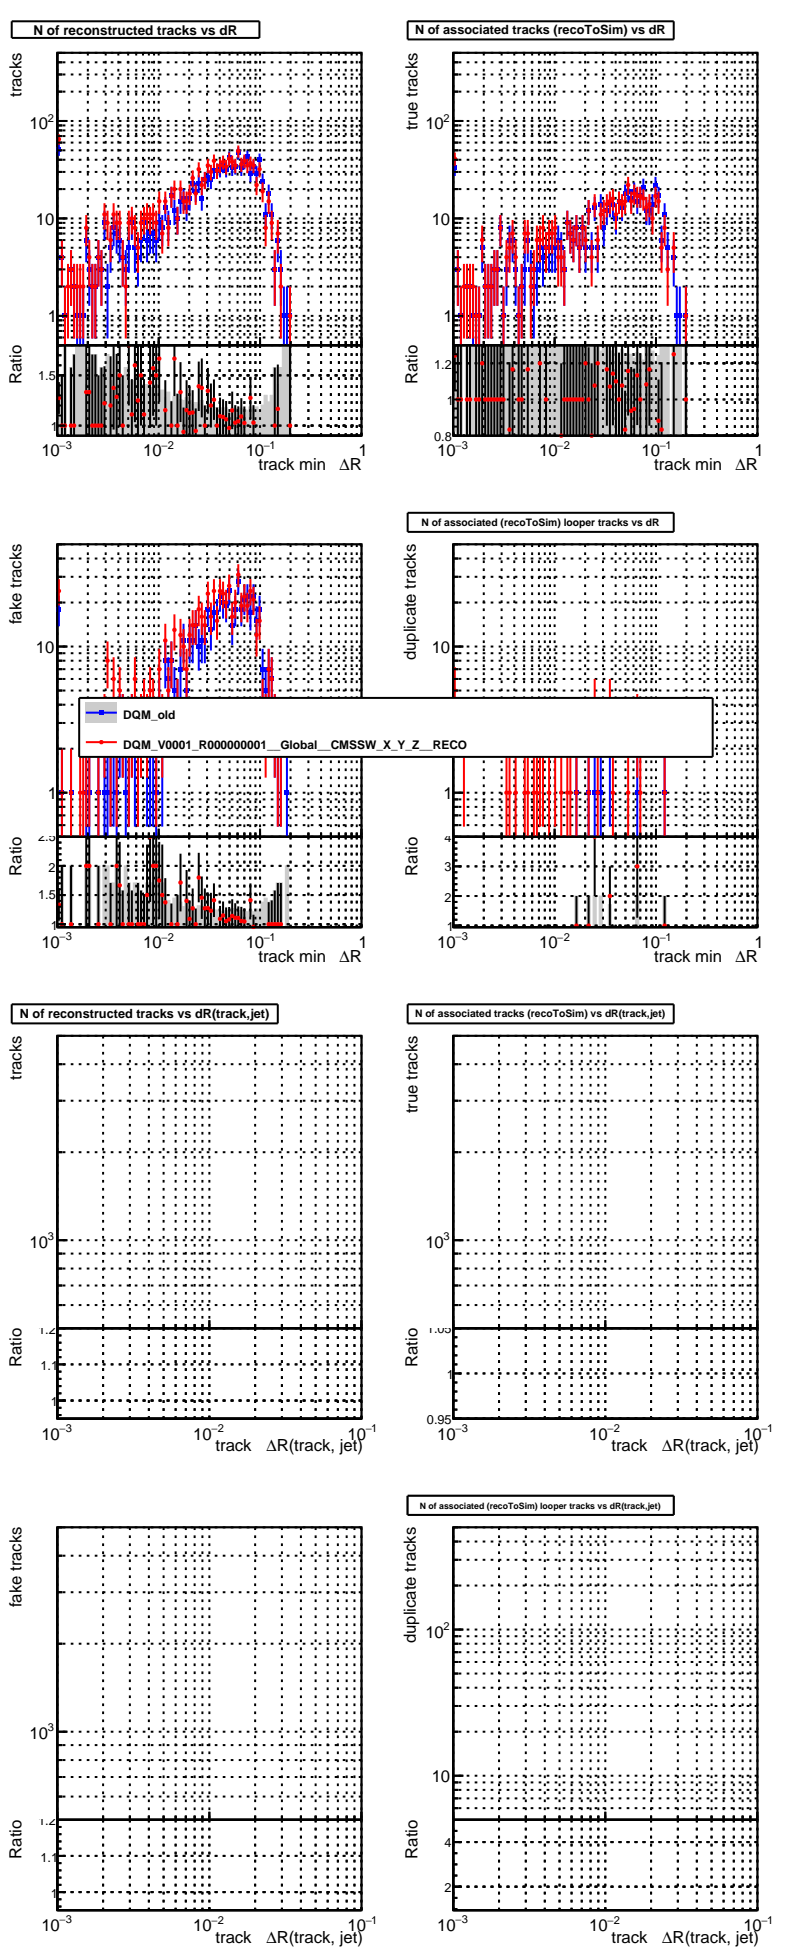 N of reconstructed tracks vs dR
tracks
10²
10
1
Ratio
1.5
1
10⁻³
10⁻²
10⁻¹
1
track min ΔR
N of associated tracks (recoToSim) vs dR
true tracks
10²
10
1
Ratio
1.2
1
0.8
10⁻³
10⁻²
10⁻¹
1
track min ΔR
fake tracks
10
1
Ratio
2.5
2
1.5
1
10⁻³
10⁻²
10⁻¹
1
track min ΔR
N of associated (recoToSim) looper tracks vs dR
duplicate tracks
10
1
Ratio
4
3
2
1
10⁻³
10⁻²
10⁻¹
1
track min ΔR
DQM_old
DQM_V0001_R000000001__Global__CMSSW_X_Y_Z__RECO
N of reconstructed tracks vs dR(track,jet)
tracks
10³
Ratio
1.2
1.1
1
10⁻³
10⁻²
10⁻¹
track ΔR(track, jet)
N of associated tracks (recoToSim) vs dR(track,jet)
true tracks
10³
Ratio
1.05
1
0.95
10⁻³
10⁻²
10⁻¹
track ΔR(track, jet)
fake tracks
10³
Ratio
1.2
1.1
1
10⁻³
10⁻²
10⁻¹
track ΔR(track, jet)
N of associated (recoToSim) looper tracks vs dR(track,jet)
duplicate tracks
10²
10
Ratio
4
2
10⁻³
10⁻²
10⁻¹
track ΔR(track, jet)